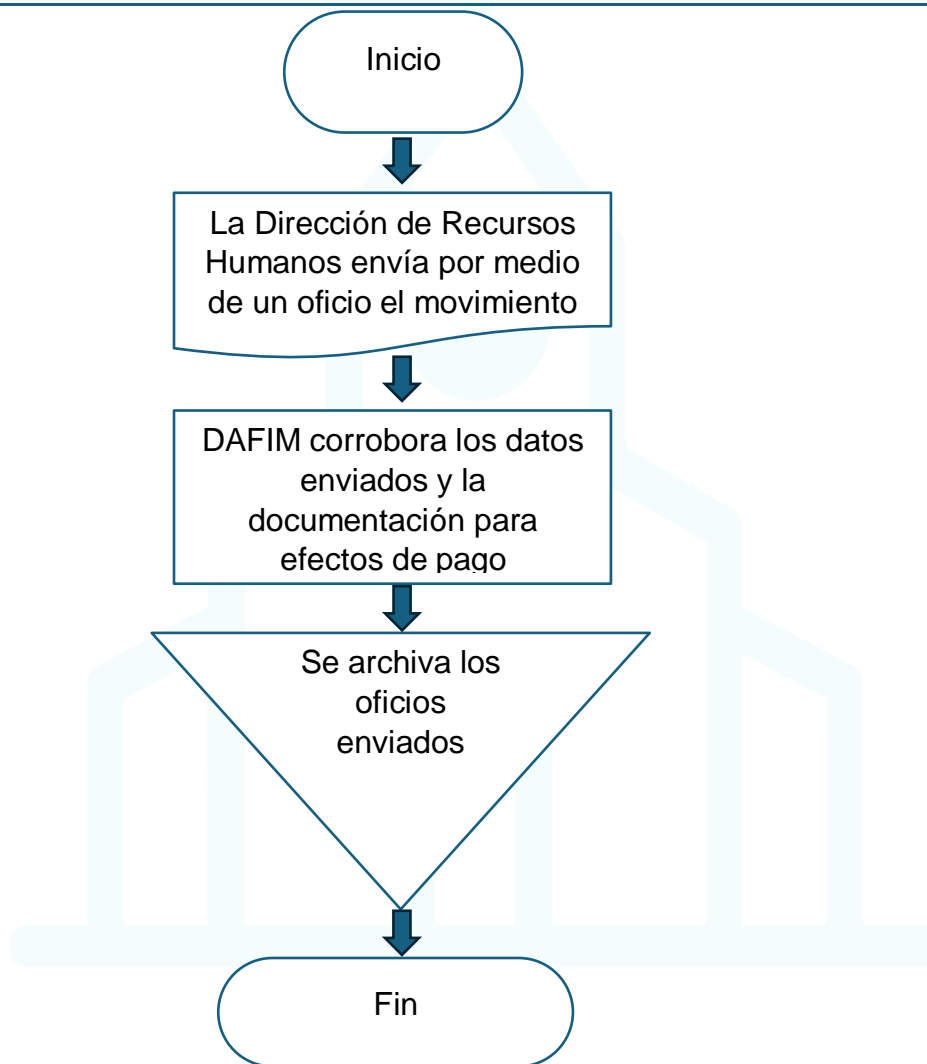 Inicio
La Dirección de Recursos
Humanos envía por medio
de un oficio el movimiento
DAFIM corrobora los datos
enviados y la
documentación para
efectos de pago
Se archiva los
oficios
enviados
Fin